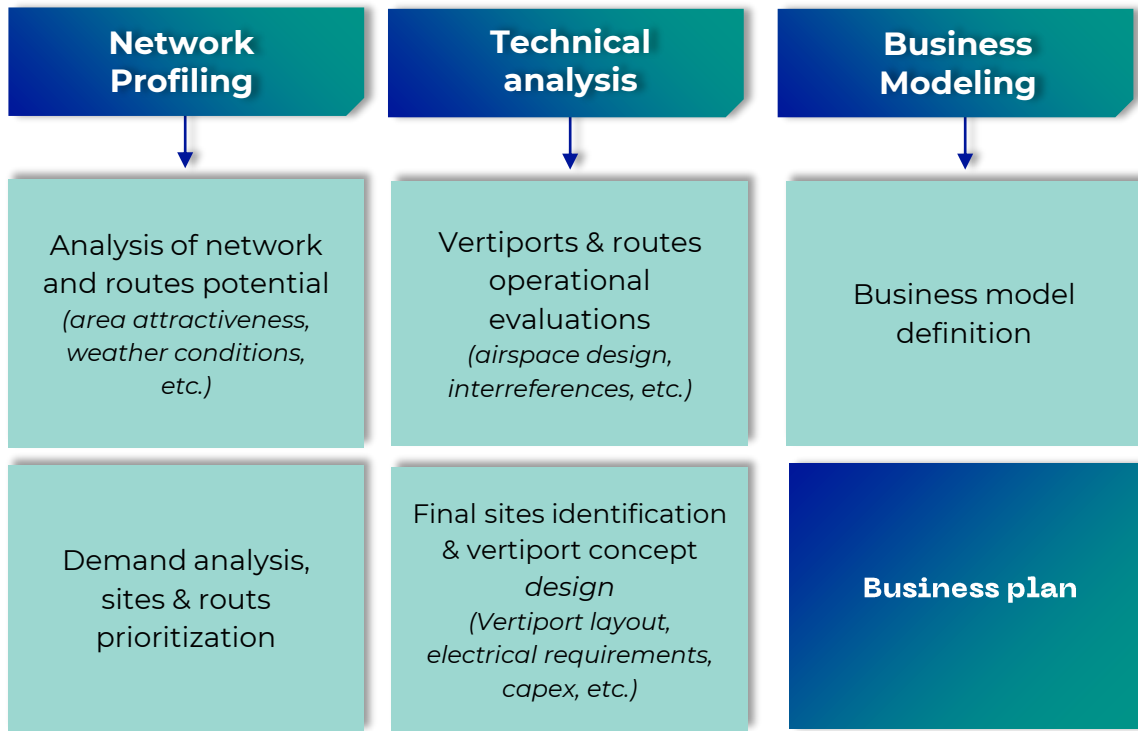 Network
Profiling
Technical
analysis
Business
Modeling
Analysis of network
and routes potential
(area attractiveness,
weather conditions,
etc.)
Vertiports & routes
operational
evaluations
(airspace design,
interreferences, etc.)
Business model
definition
Demand analysis,
sites & routs
prioritization
Final sites identification
& vertiport concept
design
(Vertiport layout,
electrical requirements,
capex, etc.)
Business plan